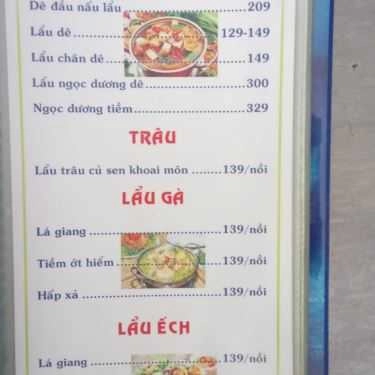 Dê đầu nấu lẩu ........ 209
Lẩu dê ........ 129-149
Lẩu chân dê ........ 149
Lẩu ngọc dương dê ........ 300
Ngọc dương tiềm ........ 329
TRÂU
Lẩu trâu củ sen khoai môn ........ 139/nồi
LẨU GÀ
Lá giang ........ 139/nồi
Tiềm ớt hiểm ........ 139/nồi
Hấp xả ........ 139/nồi
LẨU ẾCH
Lá giang ........ 139/nồi